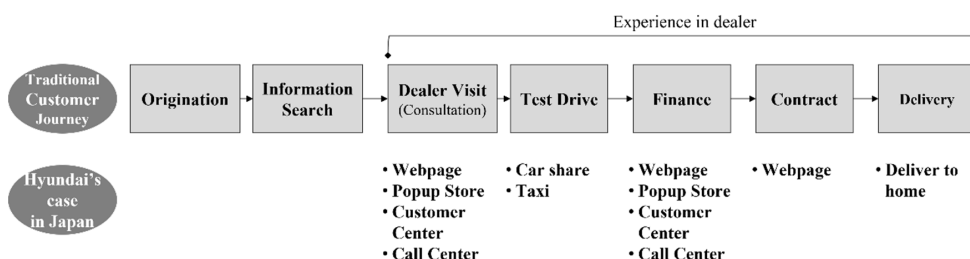 Experience in dealer
Traditional
Customer
Journey
Origination
Information
Search
Dealer Visit
(Consultation)
Test Drive
Finance
Contract
Delivery
Hyundai's
case
in Japan
• Webpage
• Popup Store
• Customer
Center
• Call Center
• Car share
• Taxi
• Webpage
• Popup Store
• Customer
Center
• Call Center
• Webpage
• Deliver to
home